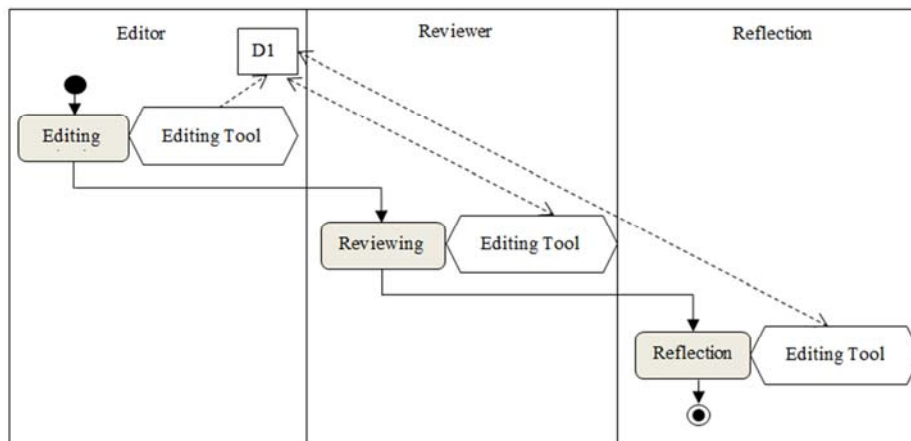 Editor
Reviewer
Reflection
D1
Editing
Editing Tool
Reviewing
Editing Tool
Reflection
Editing Tool